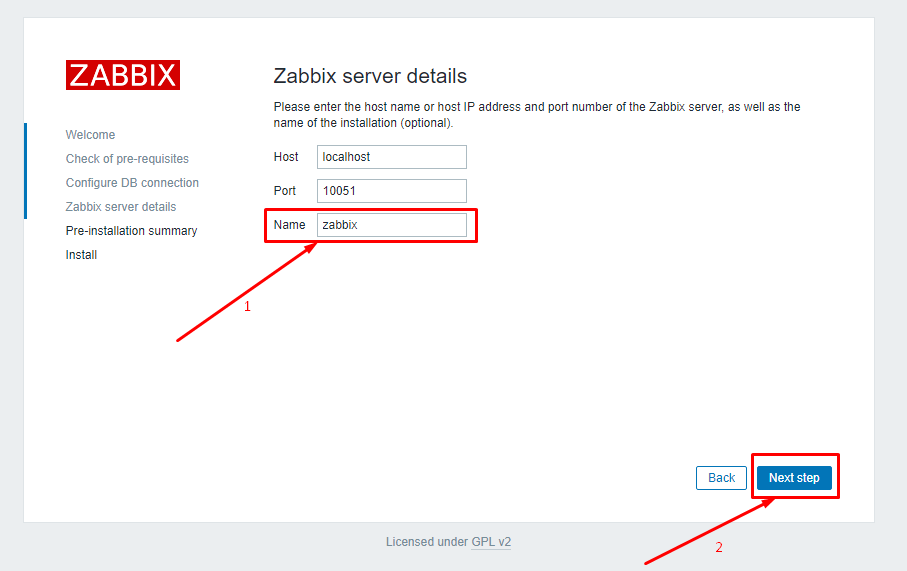 ZABBIX
Welcome
Check of pre-requisites
Configure DB connection
Zabbix server details
Pre-installation summary
Install
Zabbix server details
Please enter the host name or host IP address and port number of the Zabbix server, as well as the
name of the installation (optional).
Host localhost
Port 10051
Name zabbix
1
Back Next step
2
Licensed under GPL v2